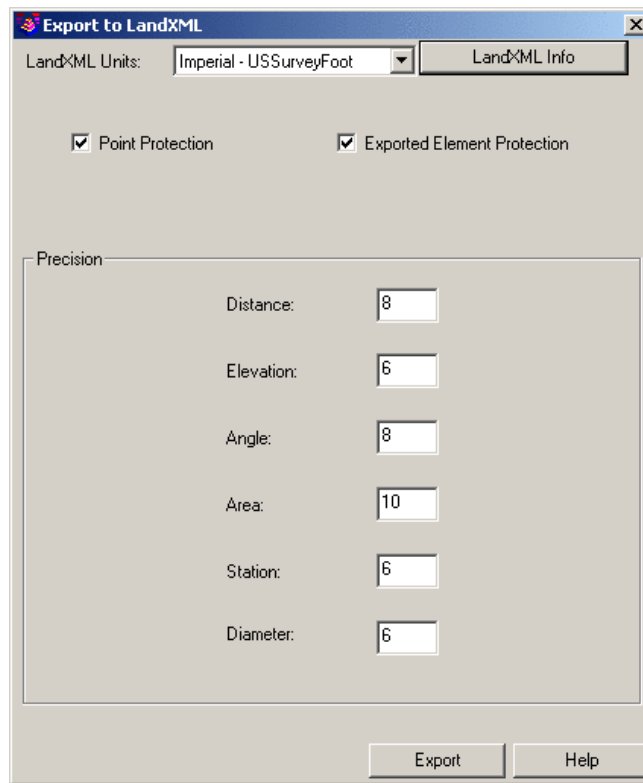 Export to LandXML
LandXML Units: Imperial - USSurveyFoot LandXML Info
Point Protection Exported Element Protection
Precision
Distance: 8
Elevation: 6
Angle: 8
Area: 10
Station: 6
Diameter: 6
Export Help